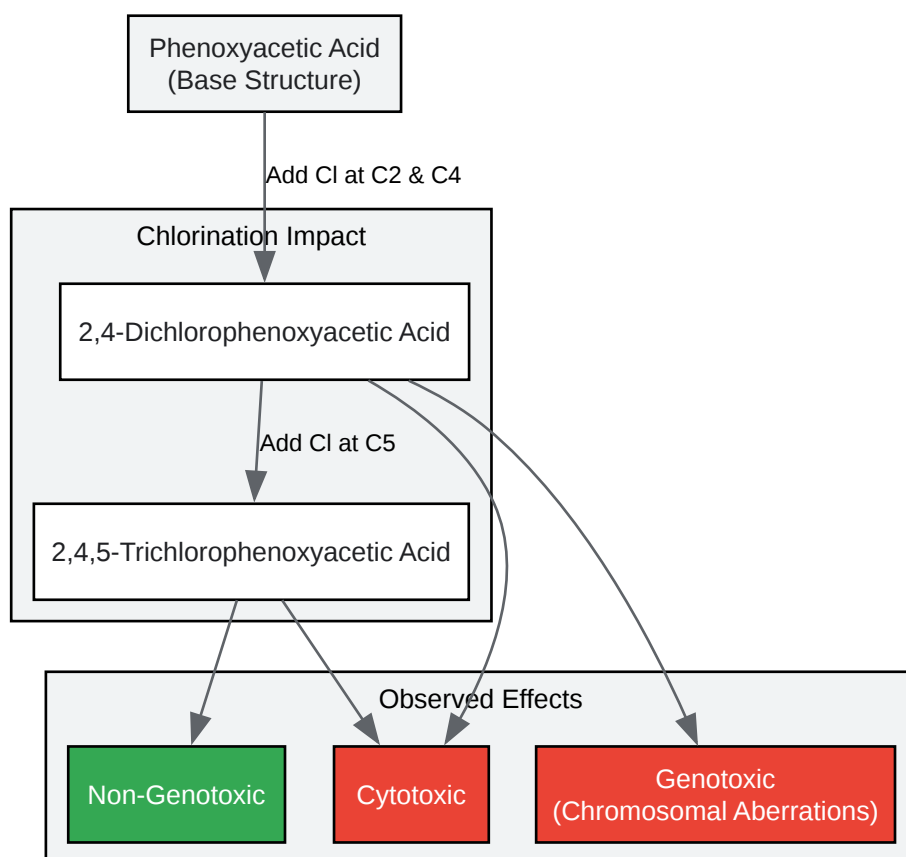 Phenoxyacetic Acid
(Base Structure)
Add Cl at C2 & C4
Chlorination Impact
2,4-Dichlorophenoxyacetic Acid
Add Cl at C5
2,4,5-Trichlorophenoxyacetic Acid
Observed Effects
Non-Genotoxic
Cytotoxic
Genotoxic
(Chromosomal Aberrations)